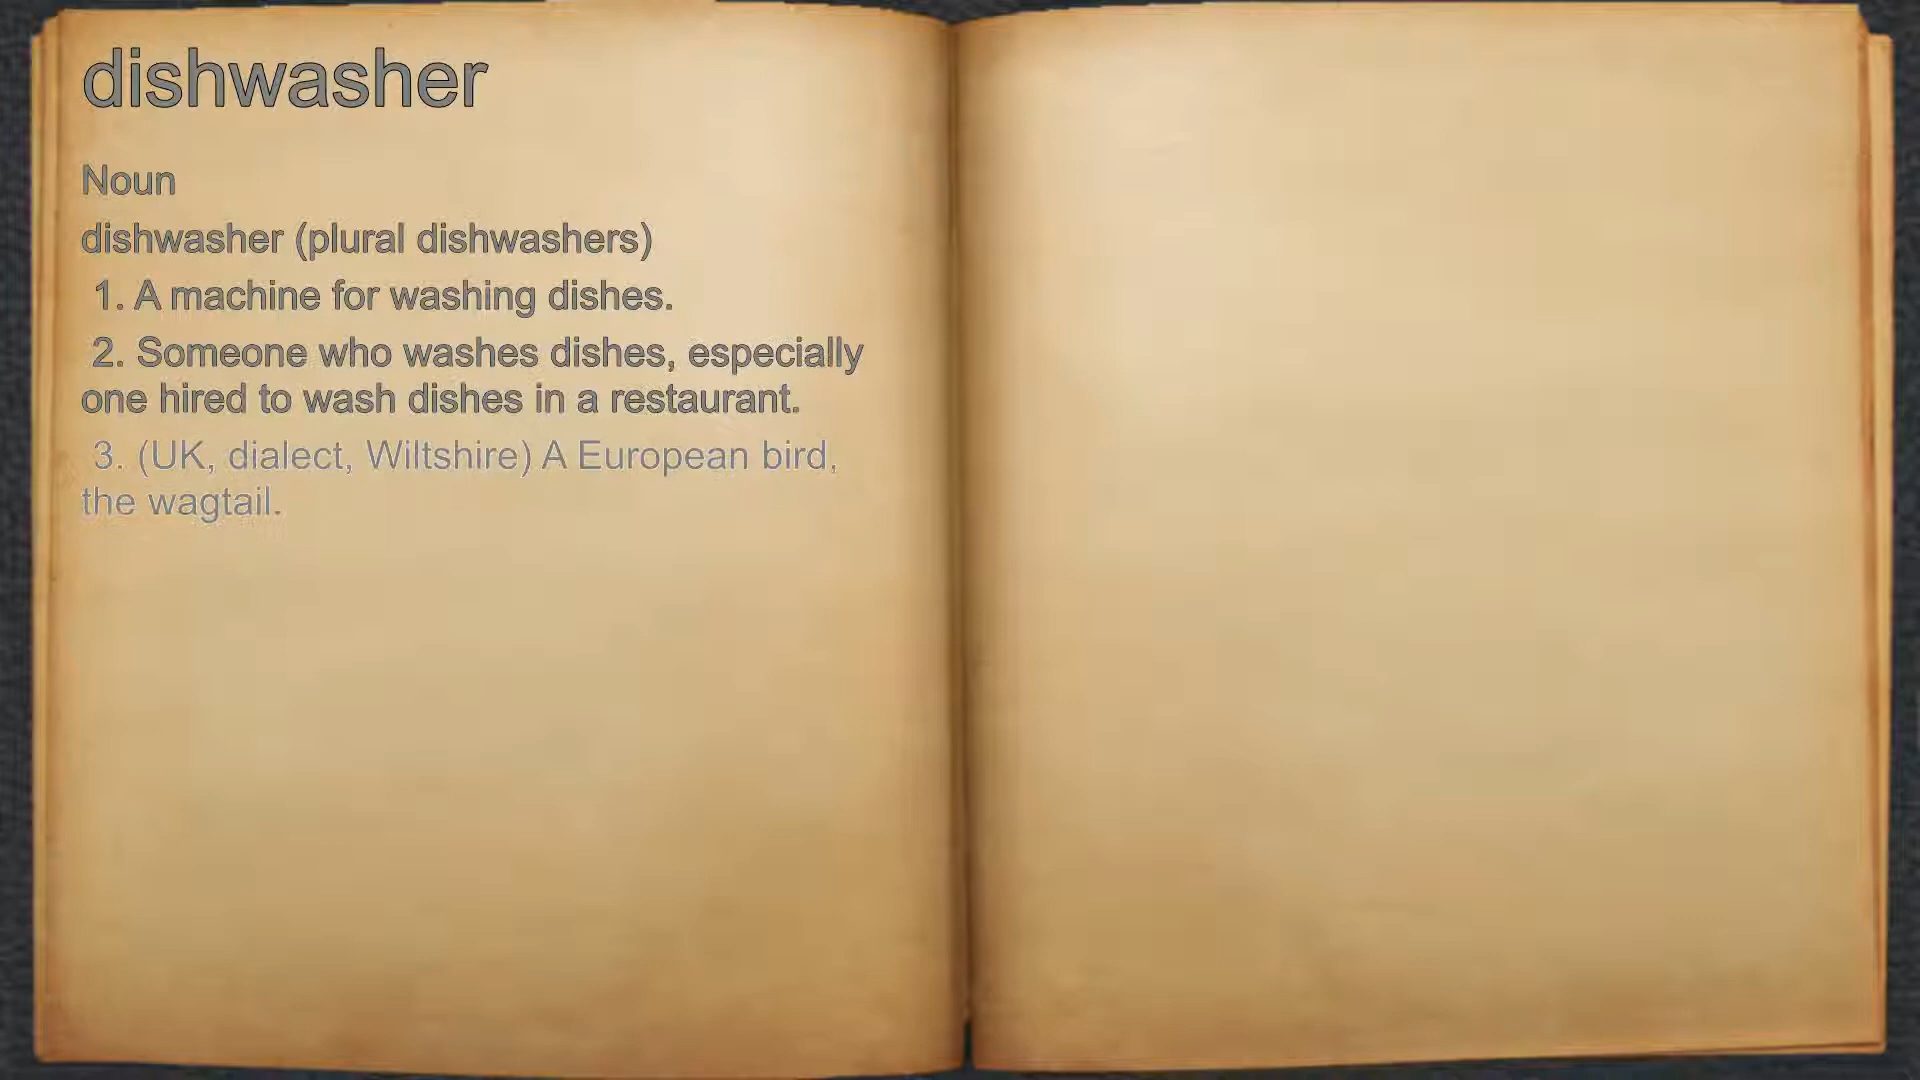 dishwasher
Noun
dishwasher (plural dishwashers)
1. A machine for washing dishes.
2. Someone who washes dishes, especially
one hired to wash dishes in a restaurant.
3. (UK, dialect, Wiltshire) A European bird,
the wagtail.